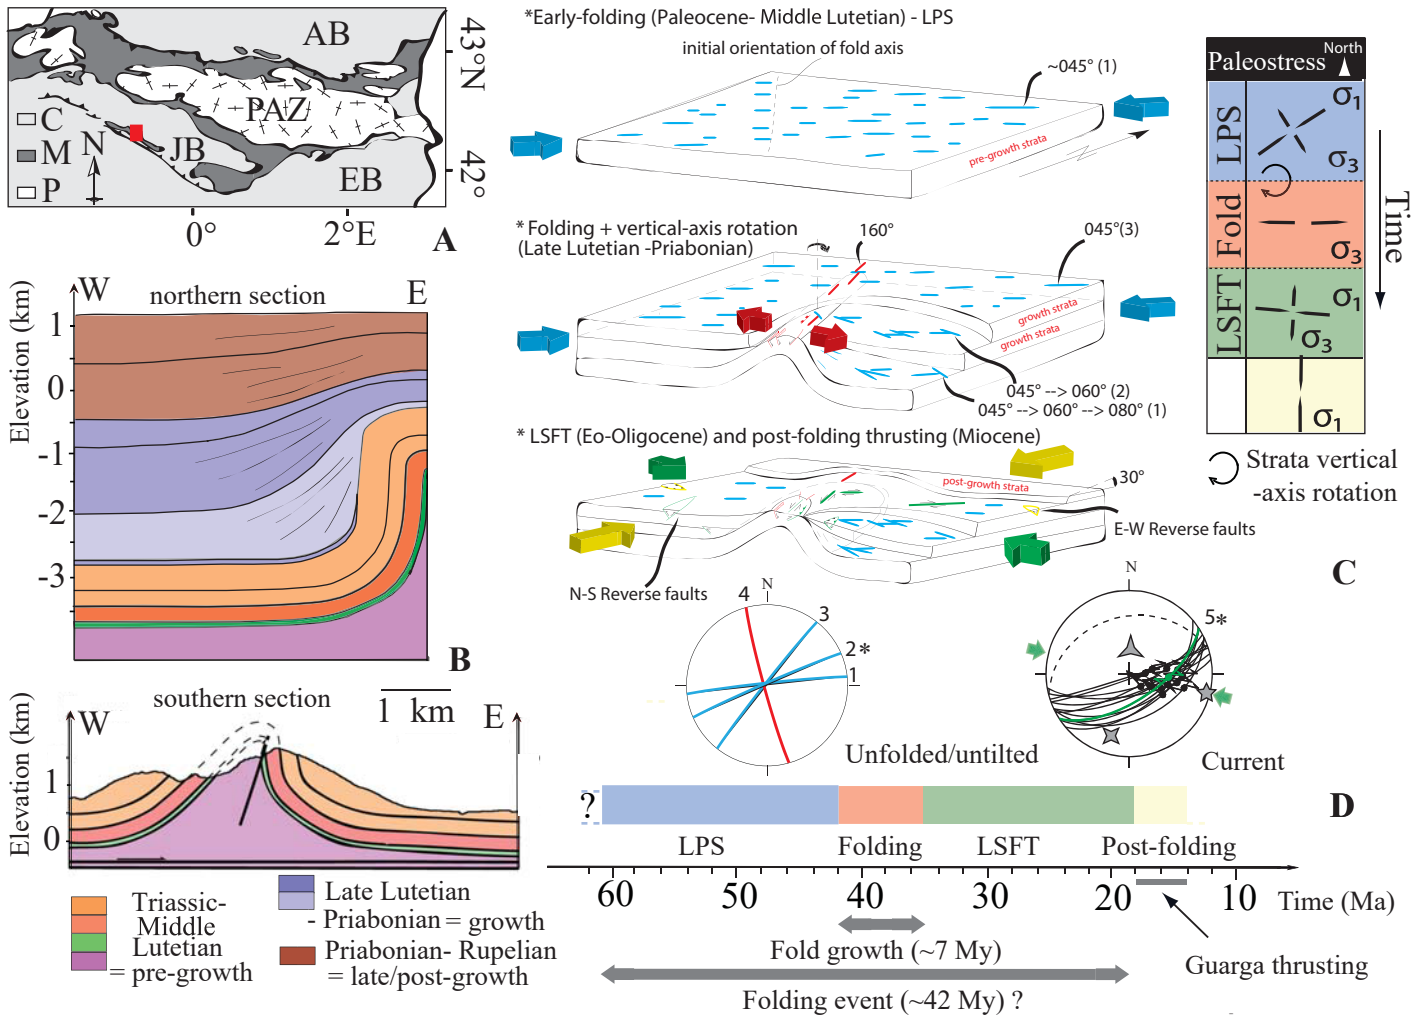 AB
43°N
PAZ
C
M
N
JB
P
EB
42°
0°
2°E
A
W
northern section
E
Elevation (km)
1
0
-1
-2
-3
B
southern section
1 km
W
E
Elevation (km)
1
0
Triassic-
Middle
Lutetian
= pre-growth
Late Lutetian
- Priabonian = growth
Priabonian- Rupelian
= late/post-growth
*Early-folding (Paleocene- Middle Lutetian) - LPS
initial orientation of fold axis
~045° (1)
pre-growth strata
* Folding + vertical-axis rotation
(Late Lutetian -Priabonian)
160°
045°(3)
growth strata
growth strata
045° --> 060° (2)
045° --> 060° --> 080° (1)
* LSFT (Eo-Oligocene) and post-folding thrusting (Miocene)
post-growth strata
30°
E-W Reverse faults
N-S Reverse faults
C
Paleostress
North
LPS
σ1
σ3
Fold
σ3
LSFT
σ1
σ3
σ1
Time
Strata vertical
-axis rotation
N
4
3
2*
1
Unfolded/untilted
N
5*
Current
D
?
LPS
Folding
LSFT
Post-folding
60
50
40
30
20
10
Time (Ma)
Fold growth (~7 My)
Guarga thrusting
Folding event (~42 My) ?